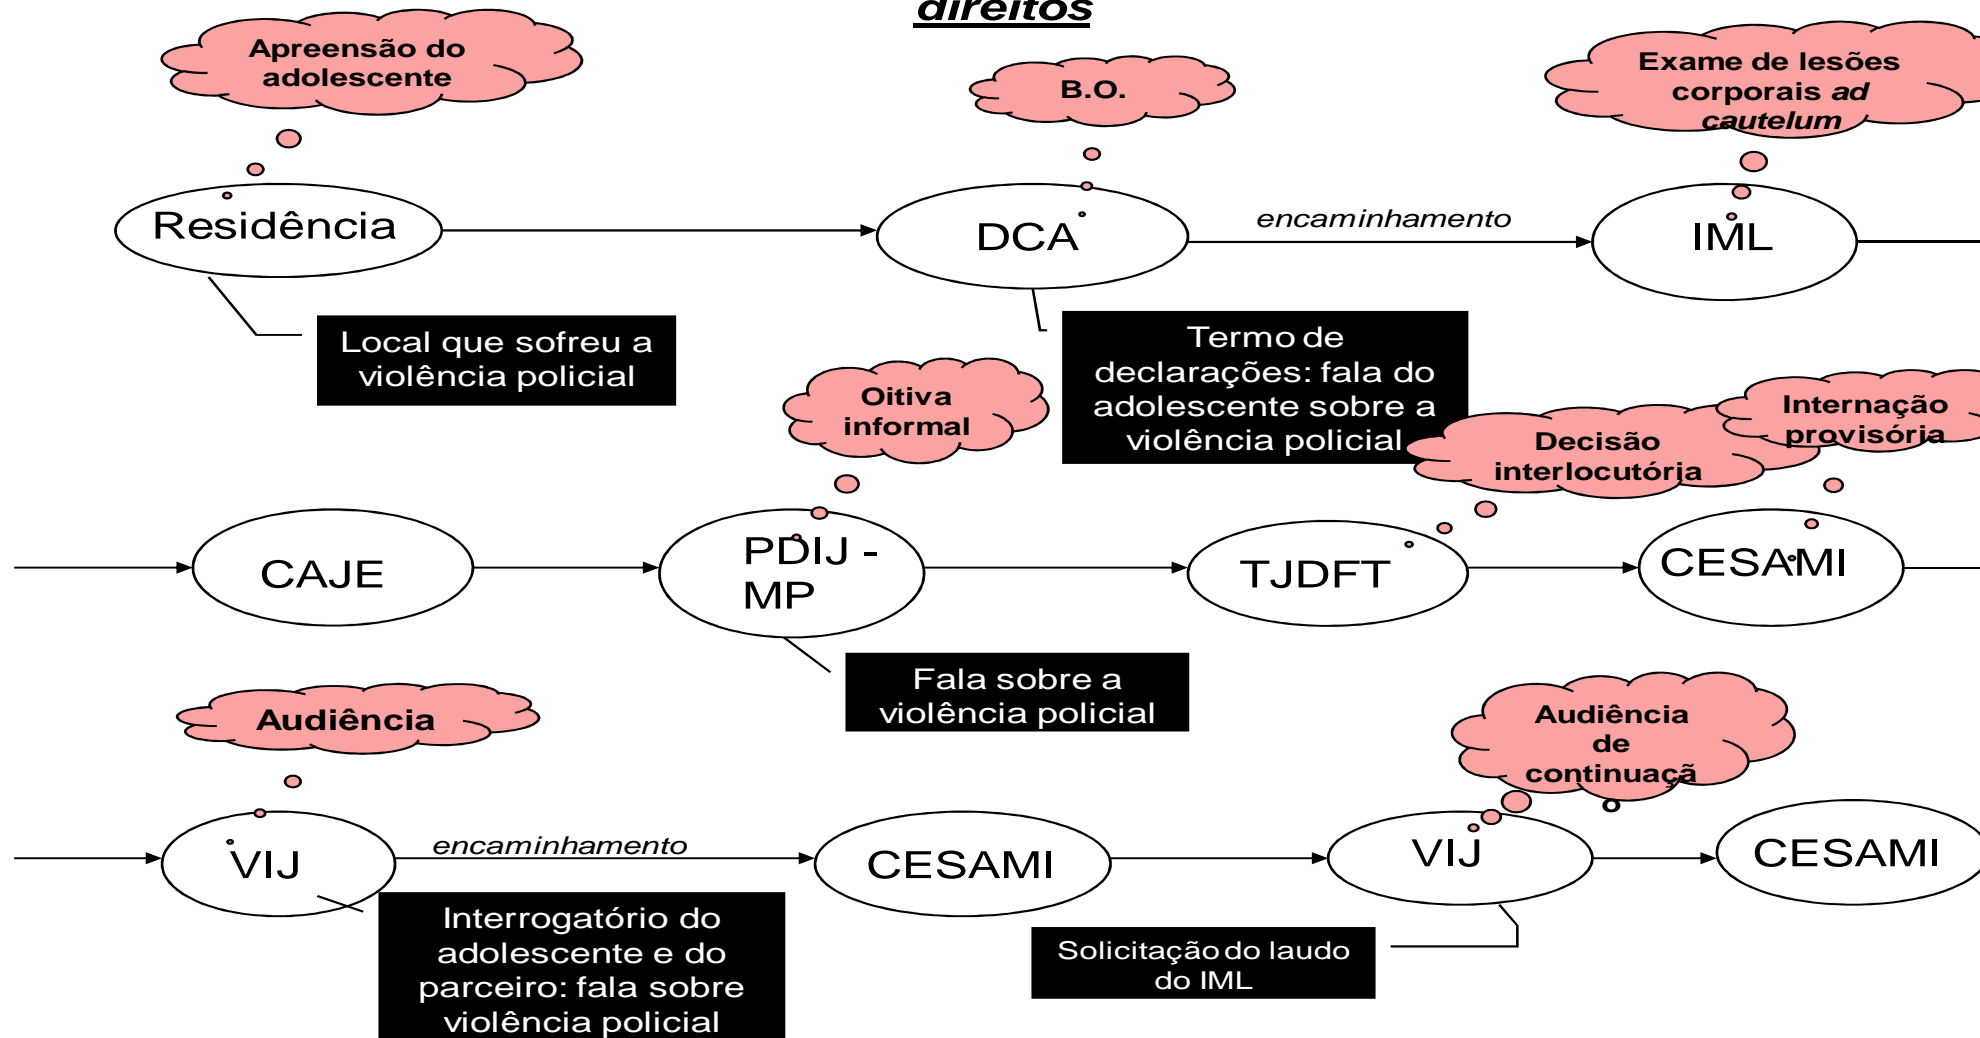 direitos
Apreensão do
adolescente
B.O.
Exame de lesões
corporais ad
cautelum
Residência
DCA
encaminhamento
IML
Local que sofreu a
violência policial
Termo de
declarações: fala do
adolescente sobre a
violência policial
Oitiva
informal
Decisão
interlocutória
Internação
provisória
CAJE
PDIJ -
MP
TJDFT
CESAMI
Fala sobre a
violência policial
Audiência
Audiência
de
continuaçã
o
VIJ
encaminhamento
CESAMI
VIJ
CESAMI
Interrogatório do
adolescente e do
parceiro: fala sobre
violência policial
Solicitação do laudo
do IML